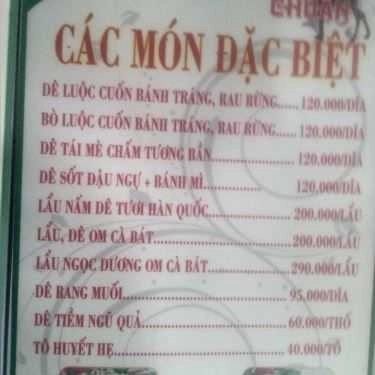 CHUẨN
CÁC MÓN ĐẶC BIỆT
DÊ LUỘC CUỐN BÁNH TRÁNG, RAU RỪNG..... 120.000/DĨA
BÒ LUỘC CUỐN BÁNH TRÁNG, RAU RỪNG..... 120.000/DĨA
DÊ TÁI MÈ CHẤM TƯƠNG BẦN..................120.000/DĨA
DÊ SỐT ĐẬU NGỰ + BÁNH MÌ................. 120.000/DĨA
LẨU NẤM DÊ TƯƠI HÀN QUỐC.................200.000/LẨU
LẨU, DÊ OM CÀ BÁT...........................200.000/LẨU
LẨU NGỌC DƯƠNG OM CÀ BÁT................290.000/LẨU
DÊ RANG MUỐI.................................95.000/DĨA
DÊ TIỀM NGŨ QUẢ.............................60.000/THỐ
TÔ HUYẾT HẸ..................................40.000/TÔ